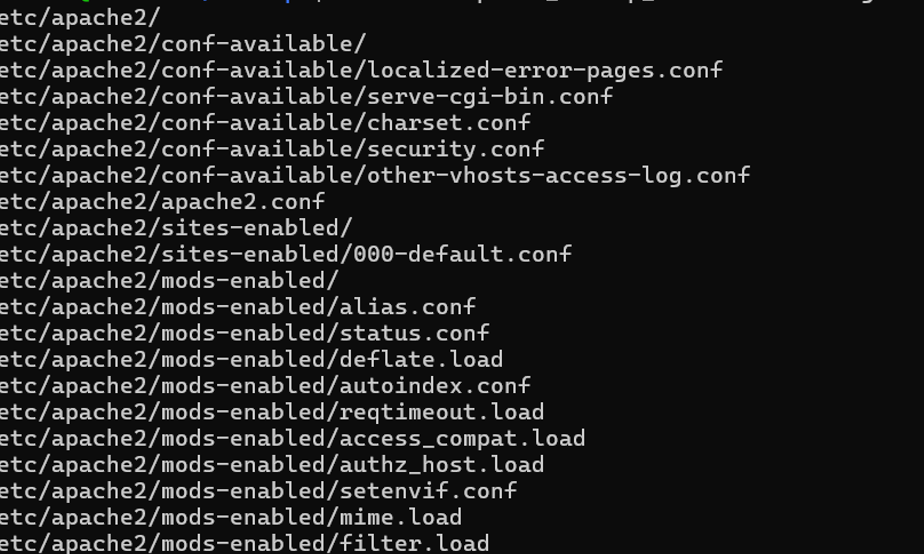 etc/apache2/
etc/apache2/conf-available/
etc/apache2/conf-available/localized-error-pages.conf
etc/apache2/conf-available/serve-cgi-bin.conf
etc/apache2/conf-available/charset.conf
etc/apache2/conf-available/security.conf
etc/apache2/conf-available/other-vhosts-access-log.conf
etc/apache2/apache2.conf
etc/apache2/sites-enabled/
etc/apache2/sites-enabled/000-default.conf
etc/apache2/mods-enabled/
etc/apache2/mods-enabled/alias.conf
etc/apache2/mods-enabled/status.conf
etc/apache2/mods-enabled/deflate.load
etc/apache2/mods-enabled/autoindex.conf
etc/apache2/mods-enabled/reqtimeout.load
etc/apache2/mods-enabled/access_compat.load
etc/apache2/mods-enabled/authz_host.load
etc/apache2/mods-enabled/setenvif.conf
etc/apache2/mods-enabled/mime.load
etc/apache2/mods-enabled/filter.load